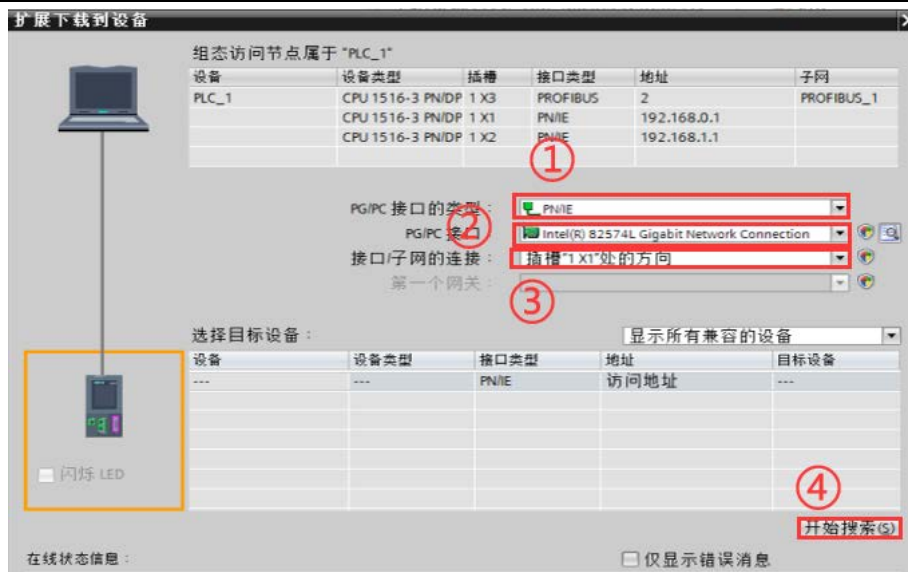 扩展下载到设备
组态访问节点属于 "PLC_1"
设备 设备类型 插槽 接口类型 地址 子网
PLC_1 CPU 1516-3 PN/DP 1 X3 PROFIBUS 2 PROFIBUS_1
CPU 1516-3 PN/DP 1 X1 PN/IE 192.168.0.1
CPU 1516-3 PN/DP 1 X2 PN/IE 192.168.1.1
①
PG/PC 接口的类型： PN/IE
②
PG/PC 接口 Intel(R) 82574L Gigabit Network Connection
接口/子网的连接： 插槽"1 X1"处的方向
第一个网关：
③
选择目标设备： 显示所有兼容的设备
设备 设备类型 接口类型 地址 目标设备
--- --- PN/IE 访问地址 ---
闪烁 LED
④
开始搜索(S)
在线状态信息： 仅显示错误消息